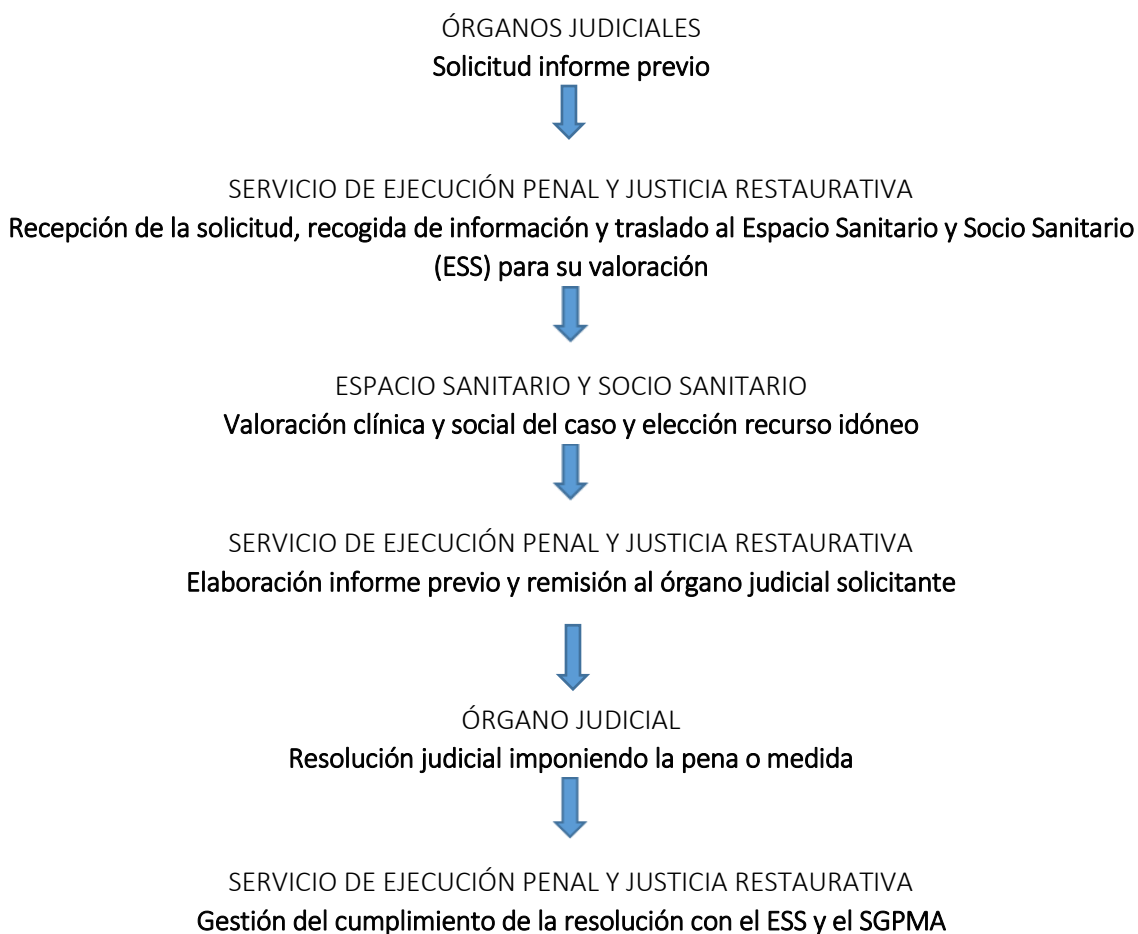 ÓRGANOS JUDICIALES
Solicitud informe previo
SERVICIO DE EJECUCIÓN PENAL Y JUSTICIA RESTAURATIVA
Recepción de la solicitud, recogida de información y traslado al Espacio Sanitario y Socio Sanitario
(ESS) para su valoración
ESPACIO SANITARIO Y SOCIO SANITARIO
Valoración clínica y social del caso y elección recurso idóneo
SERVICIO DE EJECUCIÓN PENAL Y JUSTICIA RESTAURATIVA
Elaboración informe previo y remisión al órgano judicial solicitante
ÓRGANO JUDICIAL
Resolución judicial imponiendo la pena o medida
SERVICIO DE EJECUCIÓN PENAL Y JUSTICIA RESTAURATIVA
Gestión del cumplimiento de la resolución con el ESS y el SGPMA